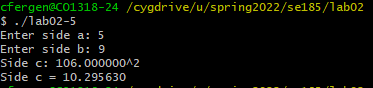 cfergen@CO1318-24 /cygdrive/u/spring2022/se185/lab02
$ ./lab02-5
Enter side a: 5
Enter side b: 9
Side c: 106.000000^2
Side c = 10.295630